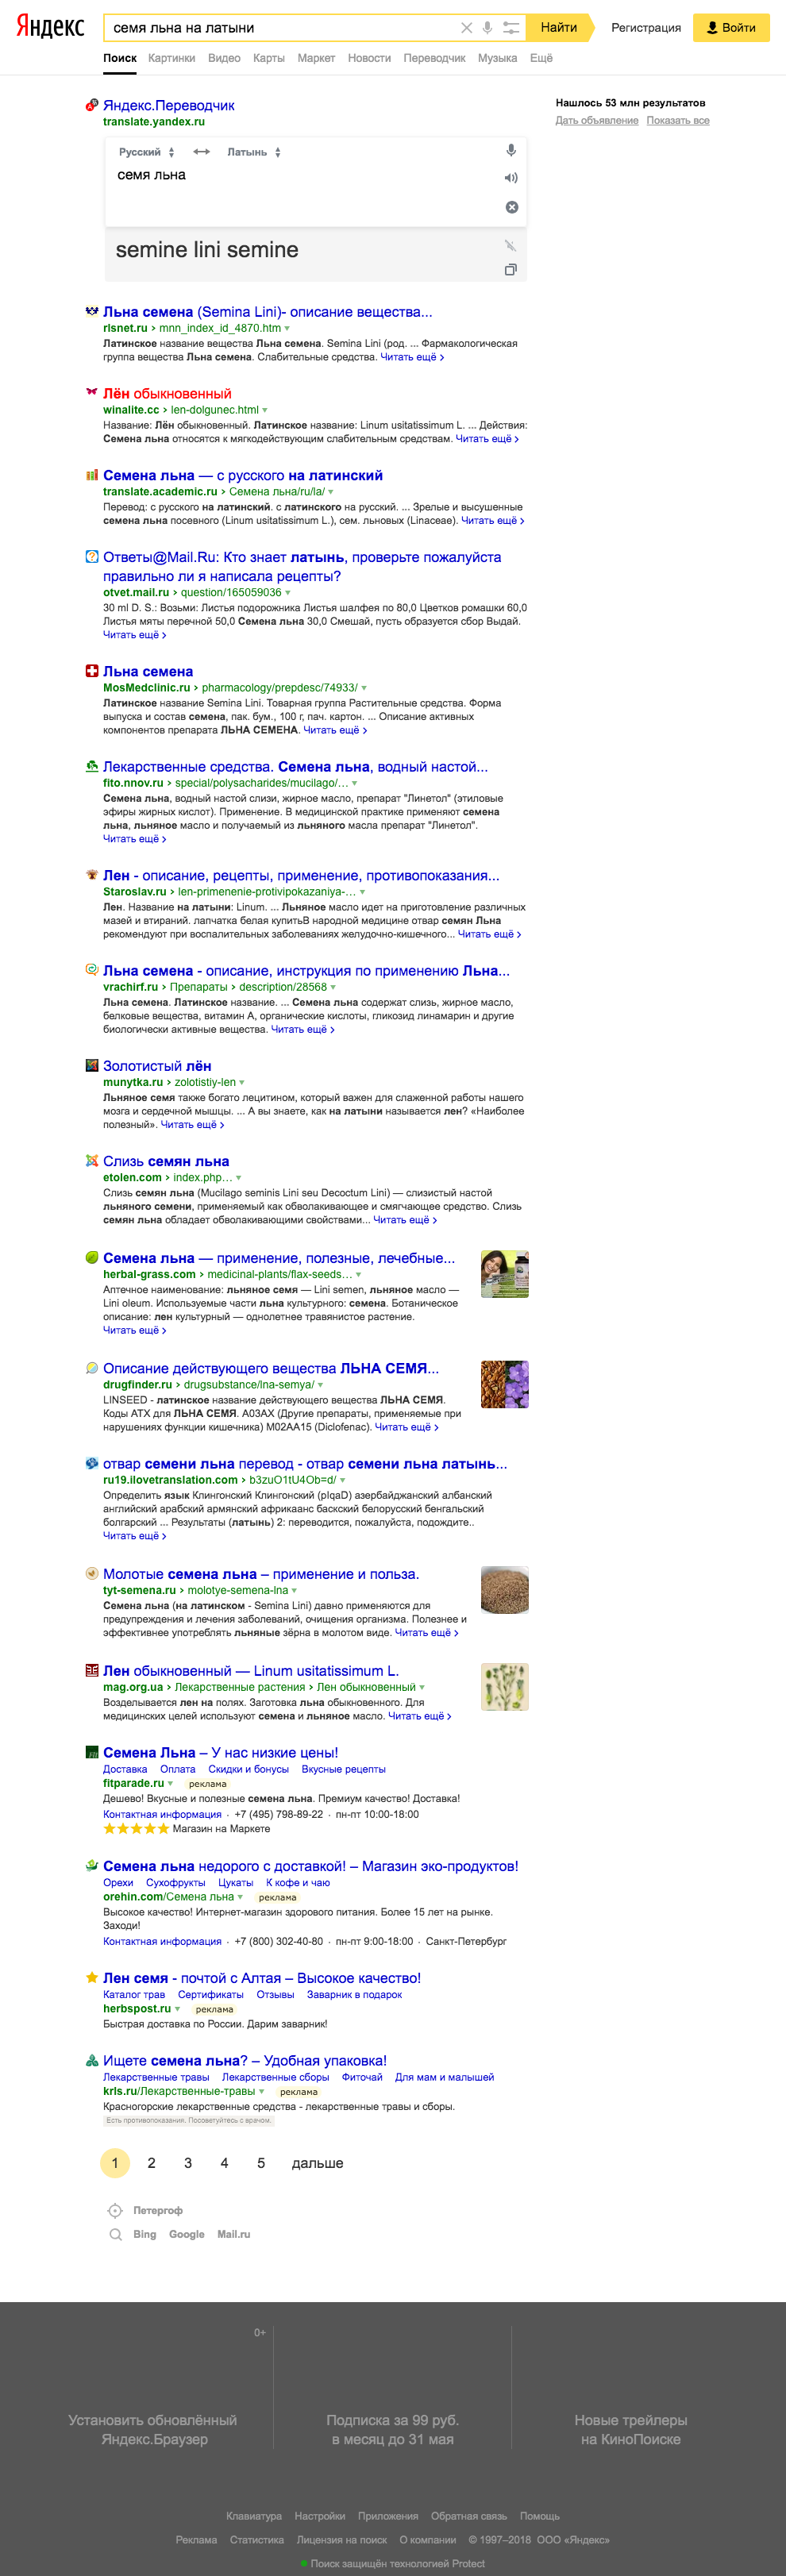 Яндекс
семя льна на латыни
Найти
Регистрация
Войти
Поиск Картинки Видео Карты Маркет Новости Переводчик Музыка Ещё
Яндекс.Переводчик
translate.yandex.ru
Нашлось 53 млн результатов
Дать объявление Показать все
Русский Латынь
семя льна
semine lini semine
Льна семена (Semina Lini)- описание вещества...
rlsnet.ru › mnn_index_id_4870.htm
Латинское название вещества Льна семена. Semina Lini (род. ... Фармакологическая
группа вещества Льна семена. Слабительные средства. Читать ещё ›
Лён обыкновенный
winalite.cc › len-dolgunec.html
Название: Лён обыкновенный. Латинское название: Linum usitatissimum L. ... Действия:
Семена льна относятся к мягкодействующим слабительным средствам. Читать ещё ›
Семена льна — с русского на латинский
translate.academic.ru › Семена льна/ru/la/
Перевод: с русского на латинский. с латинского на русский. ... Зрелые и высушенные
семена льна посевного (Linum usitatissimum L.), сем. льновых (Linaceae). Читать ещё ›
Ответы@Mail.Ru: Кто знает латынь, проверьте пожалуйста
правильно ли я написала рецепты?
otvet.mail.ru › question/165059036
30 ml D. S.: Возьми: Листья подорожника Листья шалфея по 80,0 Цветков ромашки 60,0
Листья мяты перечной 50,0 Семена льна 30,0 Смешай, пусть образуется сбор Выдай.
Читать ещё ›
Льна семена
MosMedclinic.ru › pharmacology/prepdesc/74933/
Латинское название Semina Lini. Товарная группа Растительные средства. Форма
выпуска и состав семена, пак. бум., 100 г, пач. картон. ... Описание активных
компонентов препарата ЛЬНА СЕМЕНА. Читать ещё ›
Лекарственные средства. Семена льна, водный настой...
fito.nnov.ru › special/polysacharides/mucilago/…
Семена льна, водный настой слизи, жирное масло, препарат "Линетол" (этиловые
эфиры жирных кислот). Применение. В медицинской практике применяют семена
льна, льняное масло и получаемый из льняного масла препарат "Линетол".
Читать ещё ›
Лен - описание, рецепты, применение, противопоказания...
Staroslav.ru › len-primenenie-protivipokazaniya-…
Лен. Название на латыни: Linum. ... Льняное масло идет на приготовление различных
мазей и втираний. лапчатка белая купитьВ народной медицине отвар семян Льна
рекомендуют при воспалительных заболеваниях желудочно-кишечного... Читать ещё ›
Льна семена - описание, инструкция по применению Льна...
vrachirf.ru › Препараты › description/28568
Льна семена. Латинское название. ... Семена льна содержат слизь, жирное масло,
белковые вещества, витамин А, органические кислоты, гликозид линамарин и другие
биологически активные вещества. Читать ещё ›
Золотистый лён
munytka.ru › zolotistiy-len
Льняное семя также богато лецитином, который важен для слаженной работы нашего
мозга и сердечной мышцы. ... А вы знаете, как на латыни называется лен? «Наиболее
полезный». Читать ещё ›
Слизь семян льна
etolen.com › index.php…
Слизь семян льна (Mucilago seminis Lini seu Decoctum Lini) — слизистый настой
льняного семени, применяемый как обволакивающее и смягчающее средство. Слизь
семян льна обладает обволакивающими свойствами... Читать ещё ›
Семена льна — применение, полезные, лечебные...
herbal-grass.com › medicinal-plants/flax-seeds…
Аптечное наименование: льняное семя — Lini semen, льняное масло —
Lini oleum. Используемые части льна культурного: семена. Ботаническое
описание: лен культурный — однолетнее травянистое растение.
Читать ещё ›
Описание действующего вещества ЛЬНА СЕМЯ...
drugfinder.ru › drugsubstance/lna-semya/
LINSEED - латинское название действующего вещества ЛЬНА СЕМЯ.
Коды АТХ для ЛЬНА СЕМЯ. A03AX (Другие препараты, применяемые при
нарушениях функции кишечника) M02AA15 (Diclofenac). Читать ещё ›
отвар семени льна перевод - отвар семени льна латынь...
ru19.ilovetranslation.com › b3zuO1tU4Ob=d/
Определить язык Клингонский Клингонский (pIqaD) азербайджанский албанский
английский арабский армянский африкаанс баскский белорусский бенгальский
болгарский ... Результаты (латынь) 2: переводится, пожалуйста, подождите..
Читать ещё ›
Молотые семена льна – применение и польза.
tyt-semena.ru › molotye-semena-lna
Семена льна (на латинском - Semina Lini) давно применяются для
предупреждения и лечения заболеваний, очищения организма. Полезнее и
эффективнее употреблять льняные зёрна в молотом виде. Читать ещё ›
Лен обыкновенный — Linum usitatissimum L.
mag.org.ua › Лекарственные растения › Лен обыкновенный
Возделывается лен на полях. Заготовка льна обыкновенного. Для
медицинских целей используют семена и льняное масло. Читать ещё ›
Семена Льна – У нас низкие цены!
Доставка Оплата Скидки и бонусы Вкусные рецепты
fitparade.ru реклама
Дешево! Вкусные и полезные семена льна. Премиум качество! Доставка!
Контактная информация · +7 (495) 798-89-22 · пн-пт 10:00-18:00
Магазин на Маркете
Семена льна недорого с доставкой! – Магазин эко-продуктов!
Орехи Сухофрукты Цукаты К кофе и чаю
orehin.com/Семена льна реклама
Высокое качество! Интернет-магазин здорового питания. Более 15 лет на рынке.
Заходи!
Контактная информация · +7 (800) 302-40-80 · пн-пт 9:00-18:00 · Санкт-Петербург
Лен семя - почтой с Алтая – Высокое качество!
Каталог трав Сертификаты Отзывы Заварник в подарок
herbspost.ru реклама
Быстрая доставка по России. Дарим заварник!
Ищете семена льна? – Удобная упаковка!
Лекарственные травы Лекарственные сборы Фиточай Для мам и малышей
krls.ru/Лекарственные-травы реклама
Красногорские лекарственные средства - лекарственные травы и сборы.
Есть противопоказания. Посоветуйтесь с врачом.
1 2 3 4 5 дальше
Петергоф
Bing Google Mail.ru
0+
Установить обновлённый
Яндекс.Браузер
Подписка за 99 руб.
в месяц до 31 мая
Новые трейлеры
на КиноПоиске
Клавиатура Настройки Приложения Обратная связь Помощь
Реклама Статистика Лицензия на поиск О компании © 1997–2018 ООО «Яндекс»
Поиск защищён технологией Protect